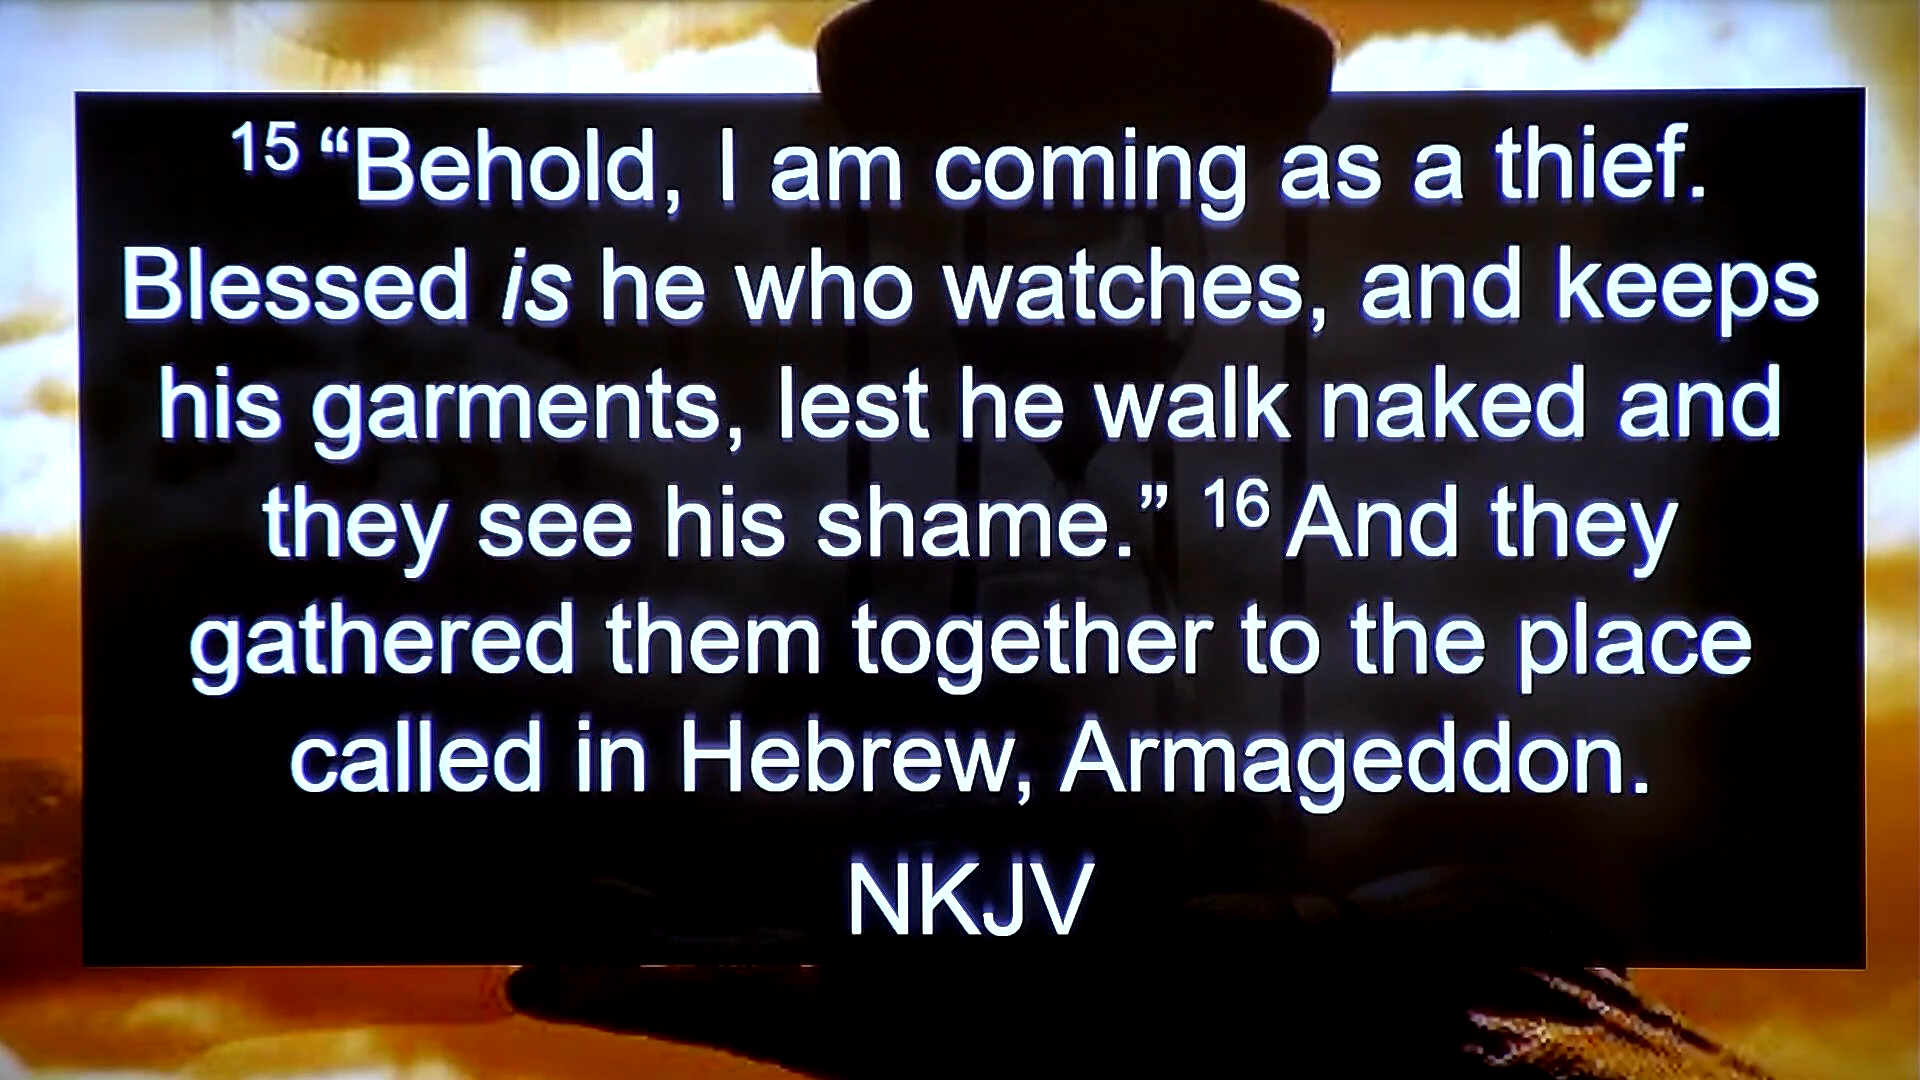 15 “Behold, I am coming as a thief.
Blessed is he who watches, and keeps
his garments, lest he walk naked and
they see his shame.” 16 And they
gathered them together to the place
called in Hebrew, Armageddon.
NKJV